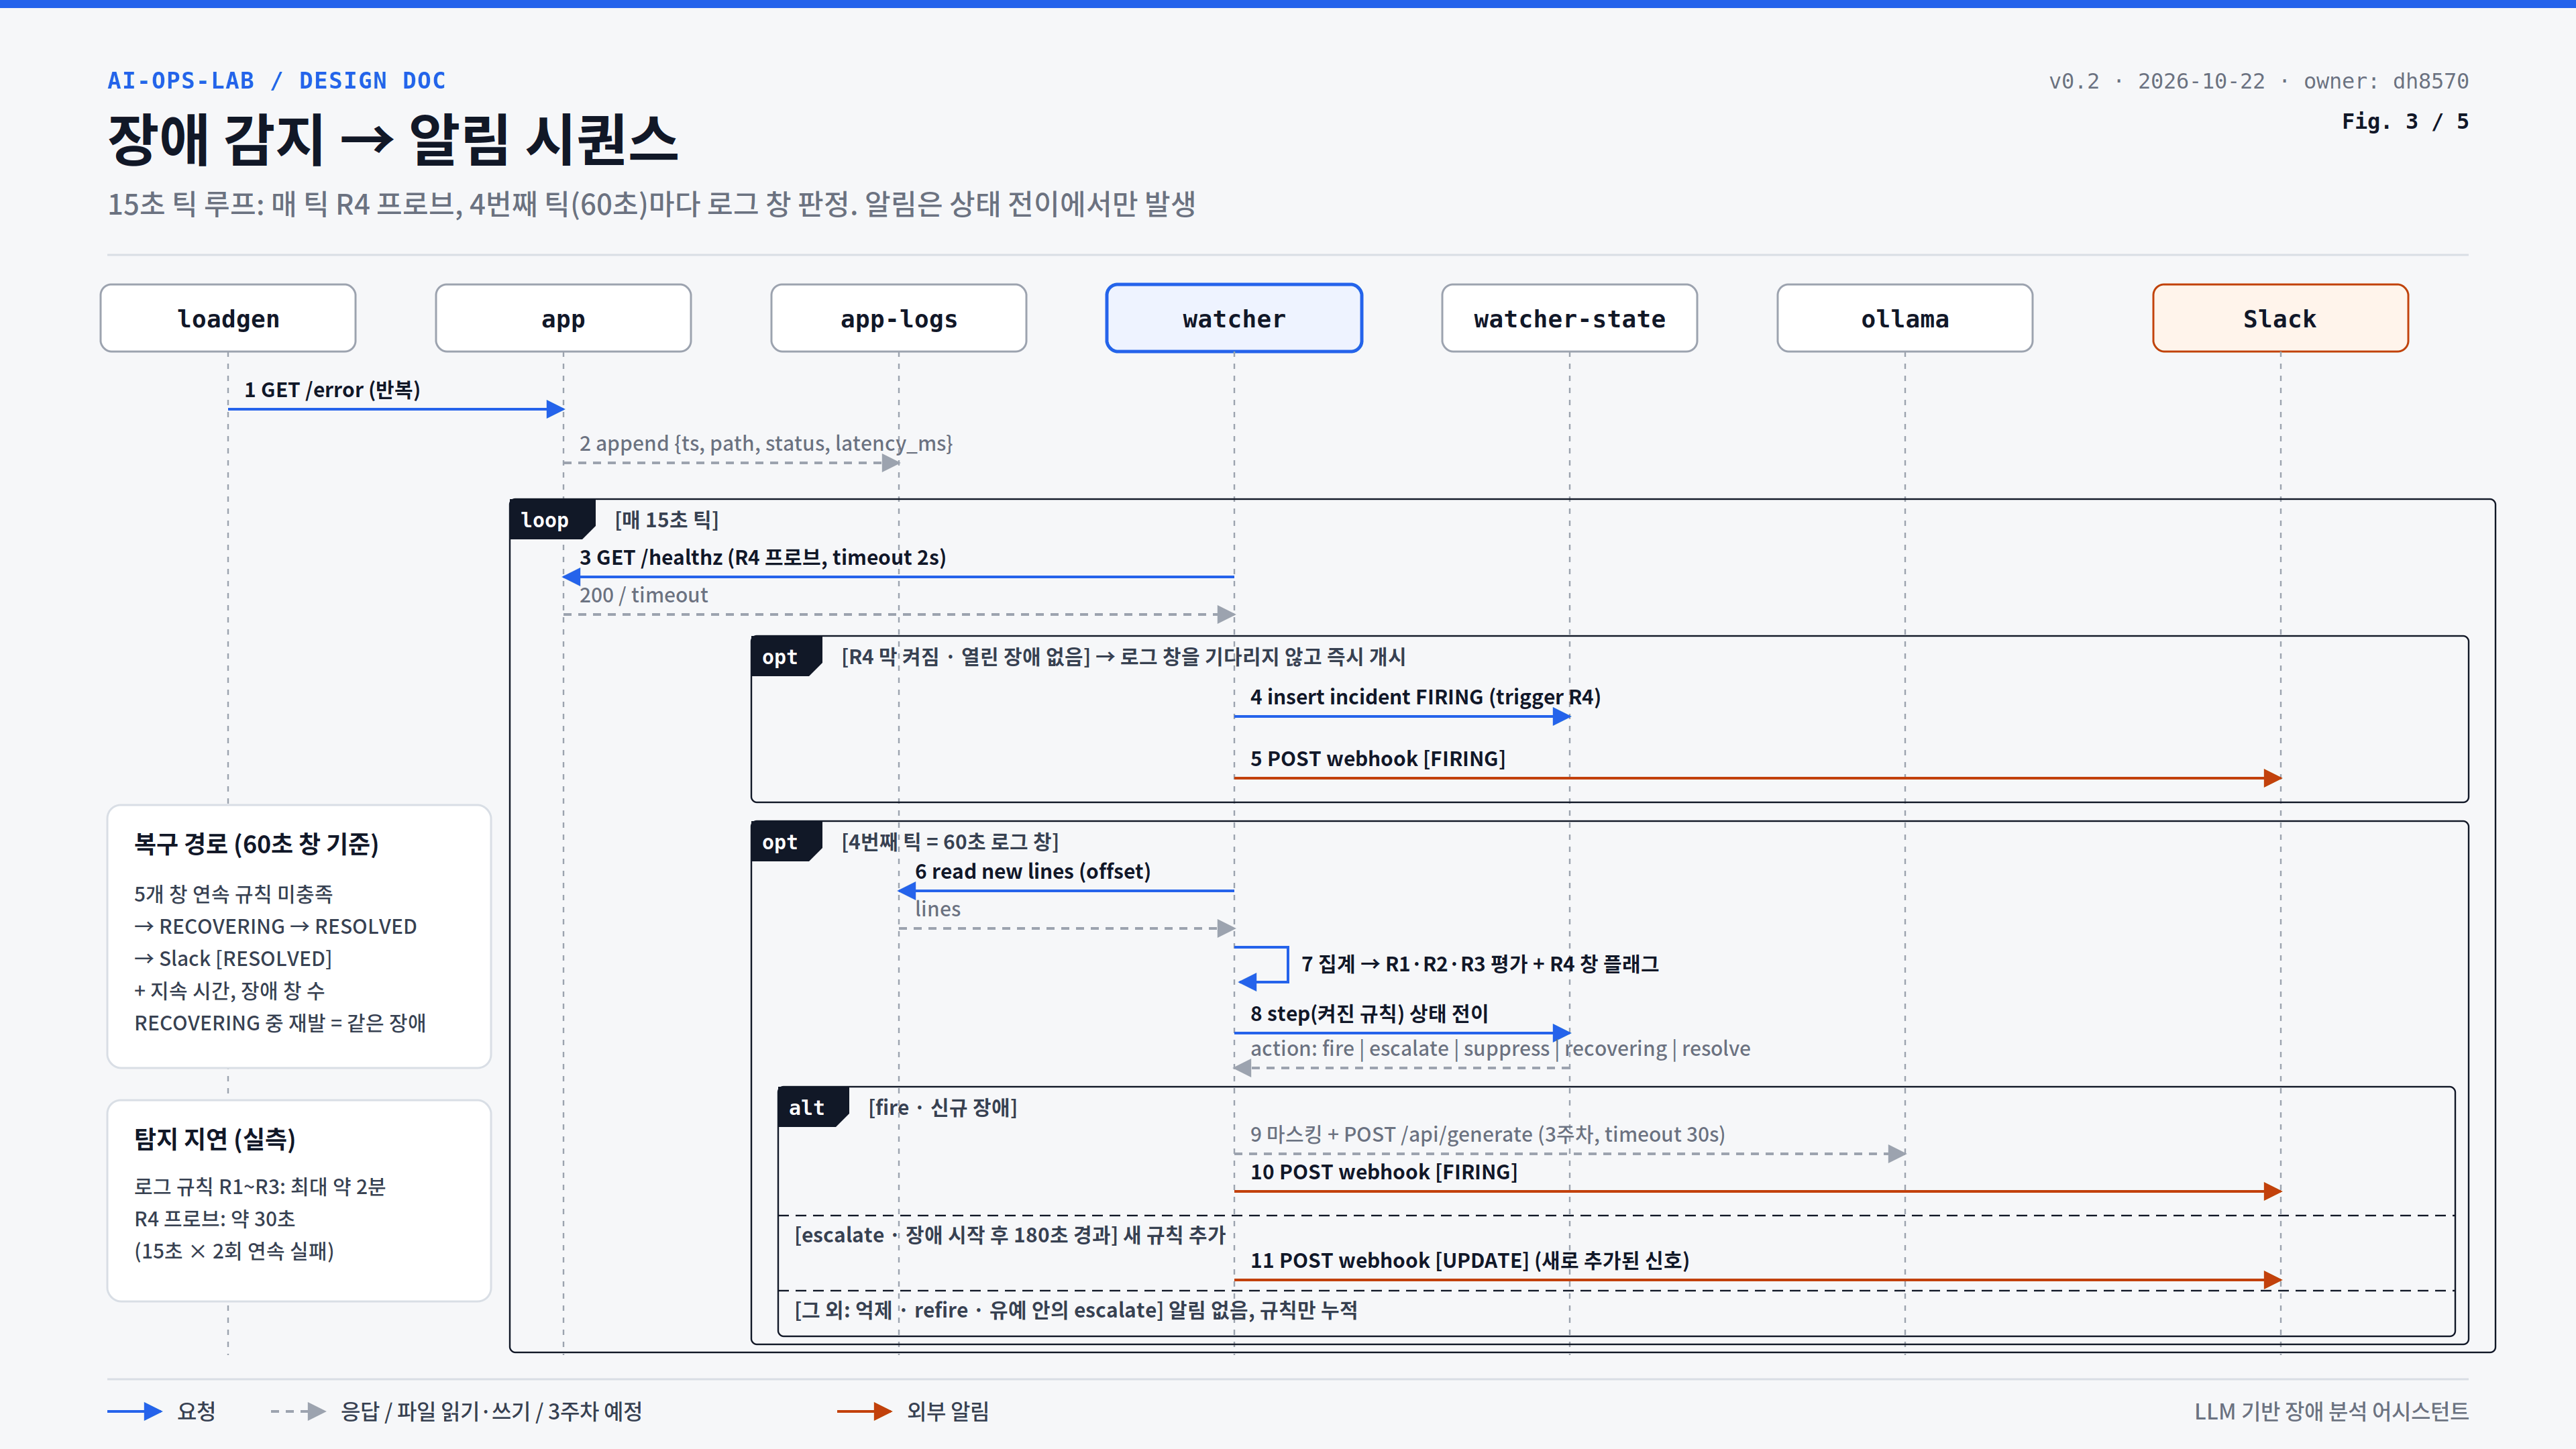 AI-OPS-LAB / DESIGN DOC
v0.2 · 2026-10-22 · owner: dh8570
장애 감지 → 알림 시퀀스
Fig. 3 / 5
15초 틱 루프: 매 틱 R4 프로브, 4번째 틱(60초)마다 로그 창 판정. 알림은 상태 전이에서만 발생
loadgen
app
app-logs
watcher
watcher-state
ollama
Slack
1 GET /error (반복)
2 append {ts, path, status, latency_ms}
loop [매 15초 틱]
3 GET /healthz (R4 프로브, timeout 2s)
200 / timeout
opt [R4 막 켜짐 · 열린 장애 없음] → 로그 창을 기다리지 않고 즉시 개시
4 insert incident FIRING (trigger R4)
5 POST webhook [FIRING]
opt [4번째 틱 = 60초 로그 창]
6 read new lines (offset)
lines
7 집계 → R1·R2·R3 평가 + R4 창 플래그
8 step(켜진 규칙) 상태 전이
action: fire | escalate | suppress | recovering | resolve
alt [fire · 신규 장애]
9 마스킹 + POST /api/generate (3주차, timeout 30s)
10 POST webhook [FIRING]
[escalate · 장애 시작 후 180초 경과] 새 규칙 추가
11 POST webhook [UPDATE] (새로 추가된 신호)
[그 외: 억제 · refire · 유예 안의 escalate] 알림 없음, 규칙만 누적
복구 경로 (60초 창 기준)
5개 창 연속 규칙 미충족
→ RECOVERING → RESOLVED
→ Slack [RESOLVED]
+ 지속 시간, 장애 창 수
RECOVERING 중 재발 = 같은 장애
탐지 지연 (실측)
로그 규칙 R1~R3: 최대 약 2분
R4 프로브: 약 30초
(15초 × 2회 연속 실패)
요청
응답 / 파일 읽기·쓰기 / 3주차 예정
외부 알림
LLM 기반 장애 분석 어시스턴트